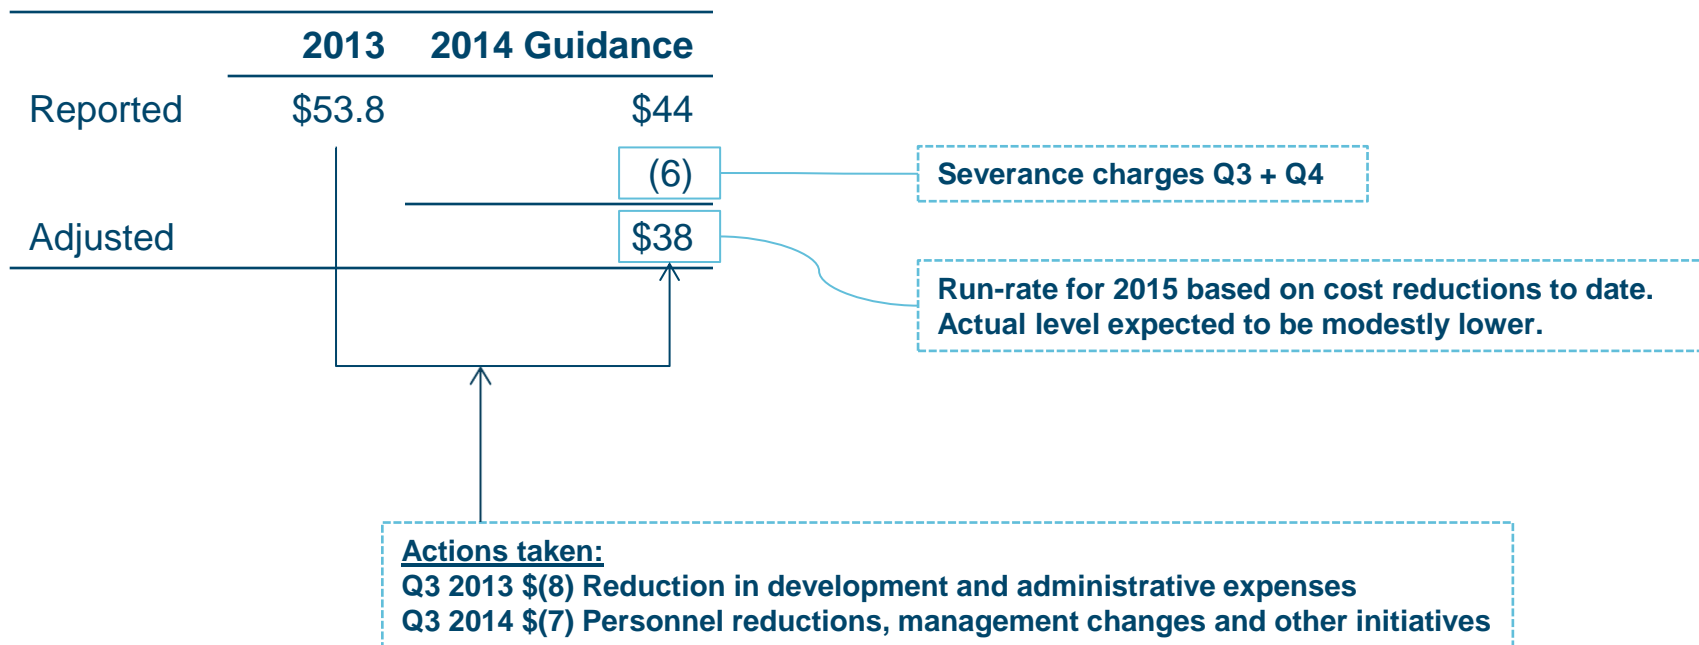 2013 2014 Guidance
Reported $53.8 $44
(6)
Severance charges Q3 + Q4
Adjusted $38
Run-rate for 2015 based on cost reductions to date.
Actual level expected to be modestly lower.
Actions taken:
Q3 2013 $(8) Reduction in development and administrative expenses
Q3 2014 $(7) Personnel reductions, management changes and other initiatives